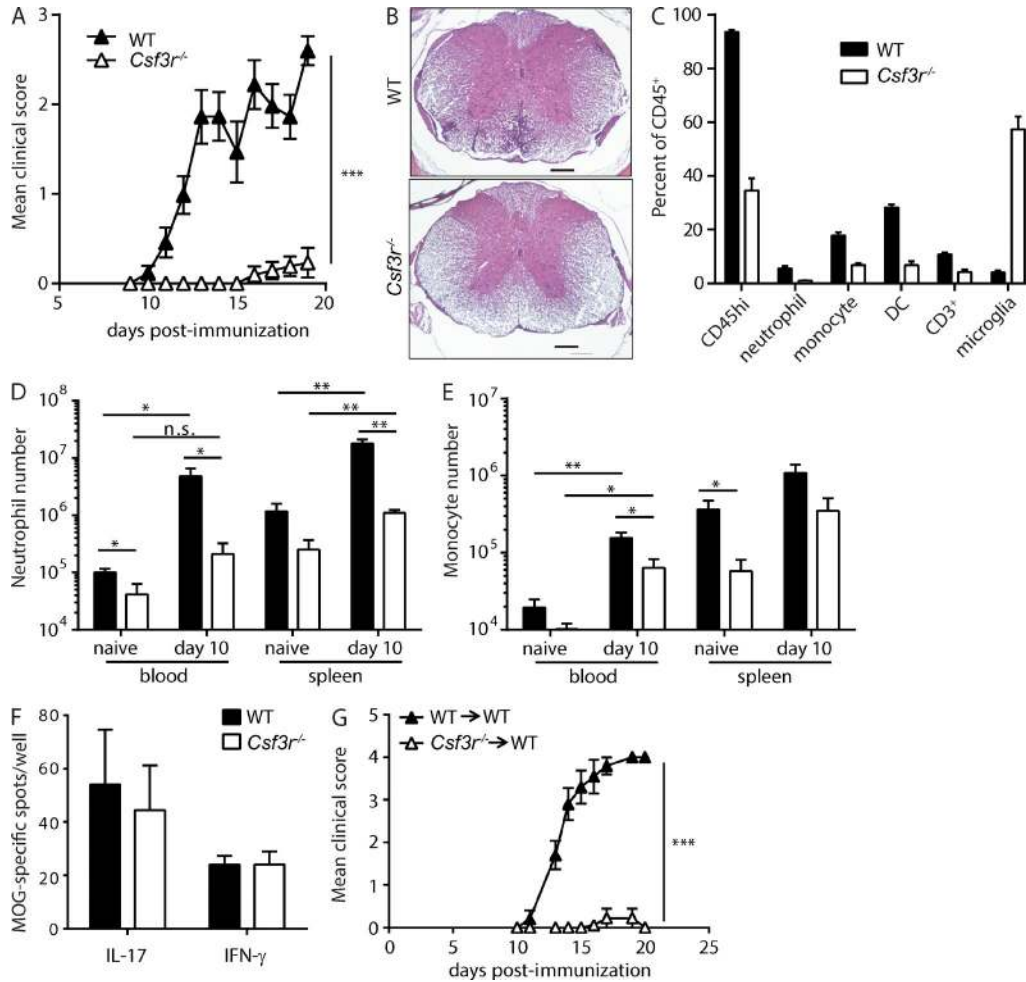 A
WT
Csf3r-/-
Mean clinical score
3
2
1
0
***
5 10 15 20
days post-immunization
B
WT
Csf3r-/-
C
WT
Csf3r-/-
Percent of CD45+
100
80
60
40
20
0
CD45hi neutrophil monocyte DC CD3+ microglia
D
Neutrophil number
10^8
10^7
10^6
10^5
10^4
* n.s. * * ** ** **
naive day 10 naive day 10
blood spleen
E
Monocyte number
10^7
10^6
10^5
10^4
** * * *
naive day 10 naive day 10
blood spleen
F
WT
Csf3r-/-
MOG-specific spots/well
80
60
40
20
0
IL-17 IFN-γ
G
WT→WT
Csf3r-/-→WT
Mean clinical score
5
4
3
2
1
0
***
0 5 10 15 20 25
days post-immunization